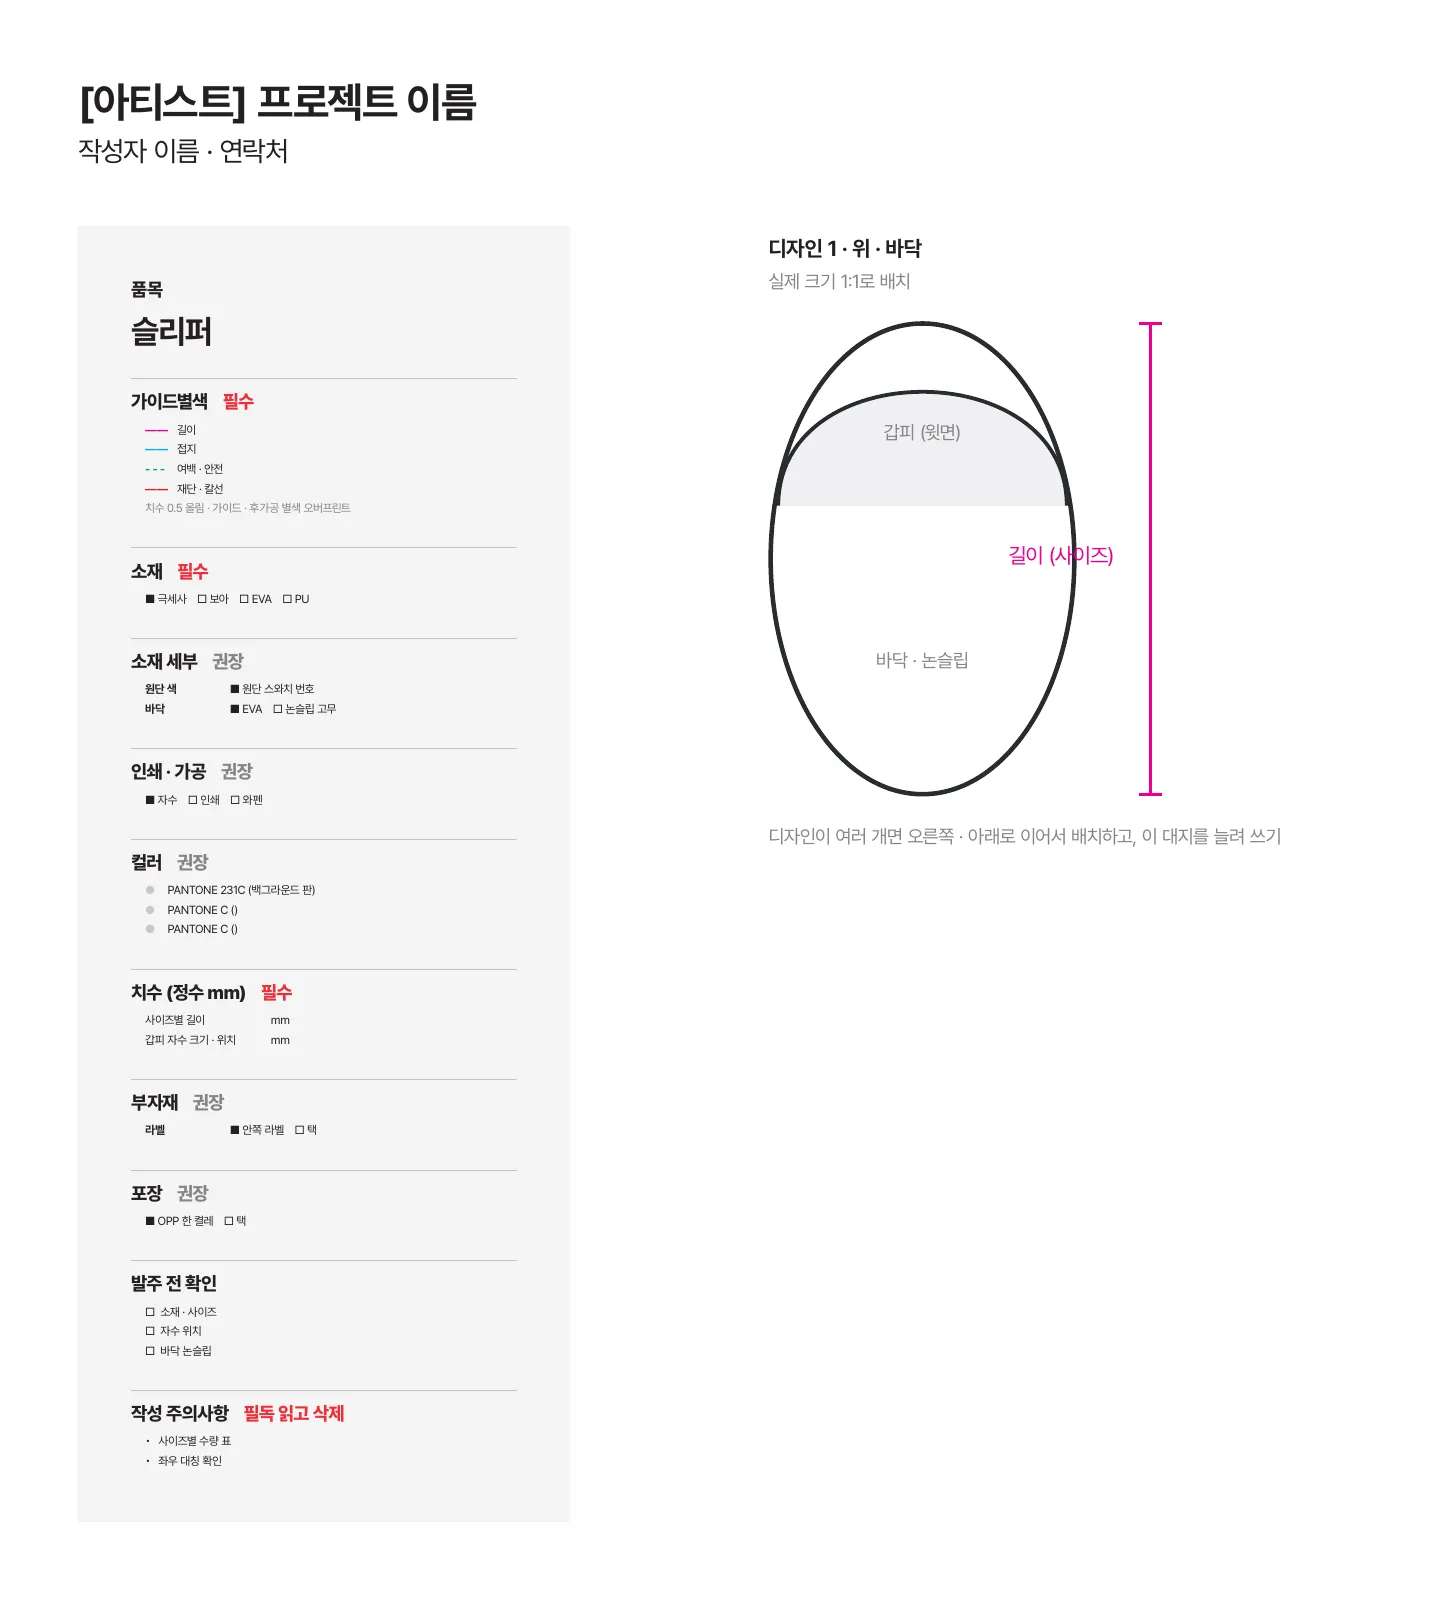 [아티스트] 프로젝트 이름
작성자 이름 · 연락처
품목
슬리퍼
가이드별색 필수
길이
접지
여백 · 안전
재단 · 칼선
치수 0.5 올림 · 가이드 · 후가공 별색 오버프린트
소재 필수
■ 극세사 □ 보아 □ EVA □ PU
소재 세부 권장
원단 색 ■ 원단 스와치 번호
바닥 ■ EVA □ 논슬립 고무
인쇄 · 가공 권장
■ 자수 □ 인쇄 □ 와펜
컬러 권장
PANTONE 231C (백그라운드 판)
PANTONE C ()
PANTONE C ()
치수 (정수 mm) 필수
사이즈별 길이 mm
갑피 자수 크기 · 위치 mm
부자재 권장
라벨 ■ 안쪽 라벨 □ 택
포장 권장
■ OPP 한 켤레 □ 택
발주 전 확인
□ 소재 · 사이즈
□ 자수 위치
□ 바닥 논슬립
작성 주의사항 필독 읽고 삭제
• 사이즈별 수량 표
• 좌우 대칭 확인
디자인 1 · 위 · 바닥
실제 크기 1:1로 배치
갑피 (윗면)
길이 (사이즈)
바닥 · 논슬립
디자인이 여러 개면 오른쪽 · 아래로 이어서 배치하고, 이 대지를 늘려 쓰기